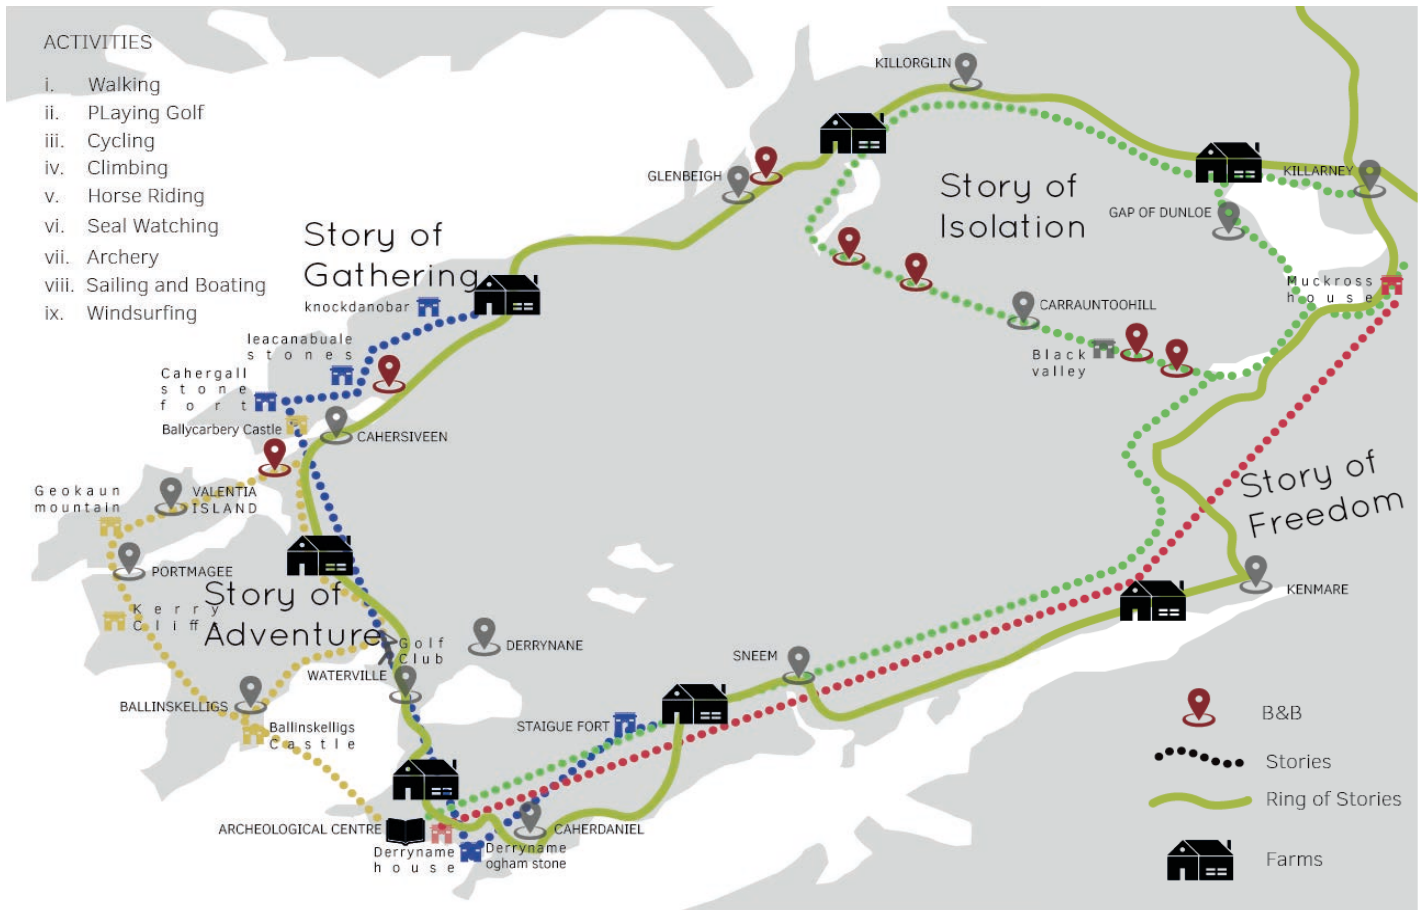 ACTIVITIES
i. Walking
ii. PLaying Golf
iii. Cycling
iv. Climbing
v. Horse Riding
vi. Seal Watching
vii. Archery
viii. Sailing and Boating
ix. Windsurfing
KILLORGLIN
GLENBEIGH
KILLARNEY
Story of
Isolation
GAP OF DUNLOE
Story of
Gathering
knockdanobar
Muckross
house
CARRAUNTOOHILL
leacanabuale
stones
Black
valley
Cahergall
stone
fort
Ballycarbery Castle
CAHERSIVEEN
Story of
Freedom
Geokaun
mountain
VALENTIA
ISLAND
PORTMAGEE
Story of
Adventure
Kerry
Cliffs
KENMARE
Golf
Club
DERRYNANE
SNEEM
WATERVILLE
BALLINSKELLIGS
Ballinskelligs
Castle
STAIGUE FORT
B&B
Stories
Ring of Stories
Farms
ARCHEOLOGICAL CENTRE
CAHERDANIEL
Derryname
house
Derryname
ogham stone